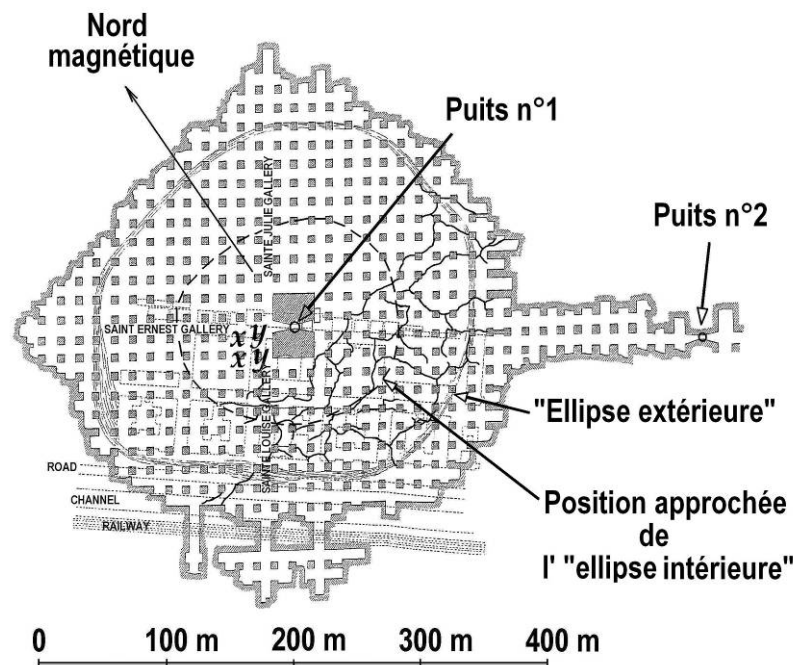 Nord
magnétique
Puits n°1
Puits n°2
SAINTE JULIE GALLERY
SAINT ERNEST GALLERY
x y
x y
SAINTE LOUISE GALLERY
"Ellipse extérieure"
ROAD
CHANNEL
RAILWAY
Position approchée
de
l' "ellipse intérieure"
0 100 m 200 m 300 m 400 m